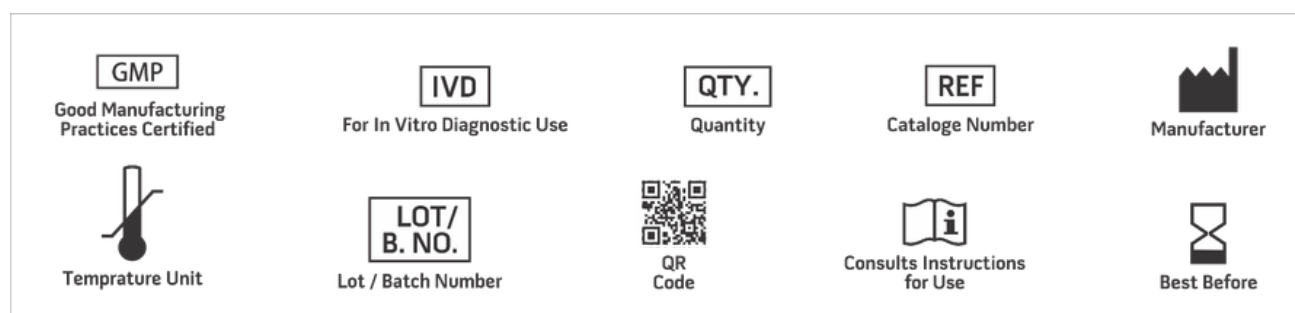 GMP
Good Manufacturing
Practices Certified
IVD
For In Vitro Diagnostic Use
QTY.
Quantity
REF
Cataloge Number
Manufacturer
Temprature Unit
LOT/
B. NO.
Lot / Batch Number
QR
Code
i
Consults Instructions
for Use
Best Before